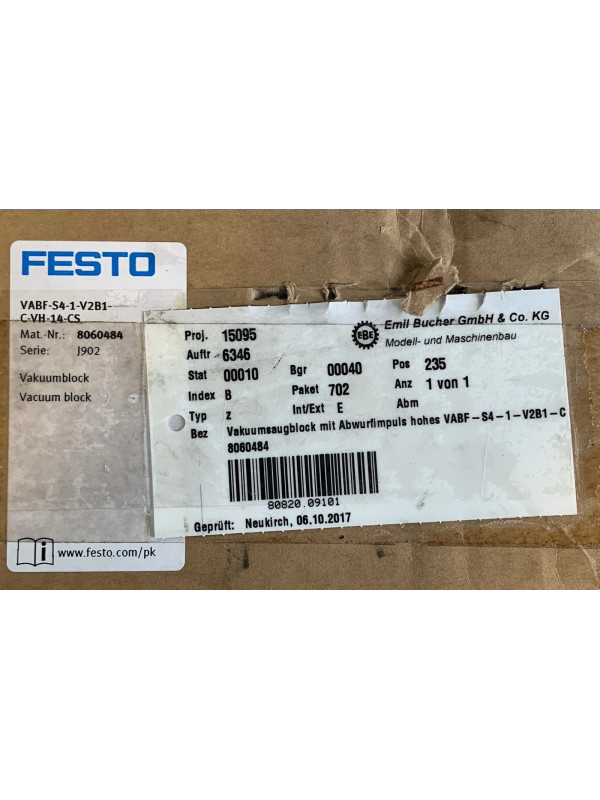 FESTO
VABF-S4-1-V2B1-
C-VH-14-CS
Mat.-Nr.: 8060484
Serie: J902
Vakuumblock
Vacuum block
www.festo.com/pk
EBE
Emil Bucher GmbH & Co. KG
Modell- und Maschinenbau
Proj. 15095
Auftr 6346
Stat 00010 Bgr 00040 Pos 235
Index B Paket 702 Anz 1 von 1
Typ z Int/Ext E Abm
Bez Vakuumsaugblock mit Abwurfimpuls hohes VABF-S4-1-V2B1-C
8060484
80820.09101
Geprüft: Neukirch, 06.10.2017